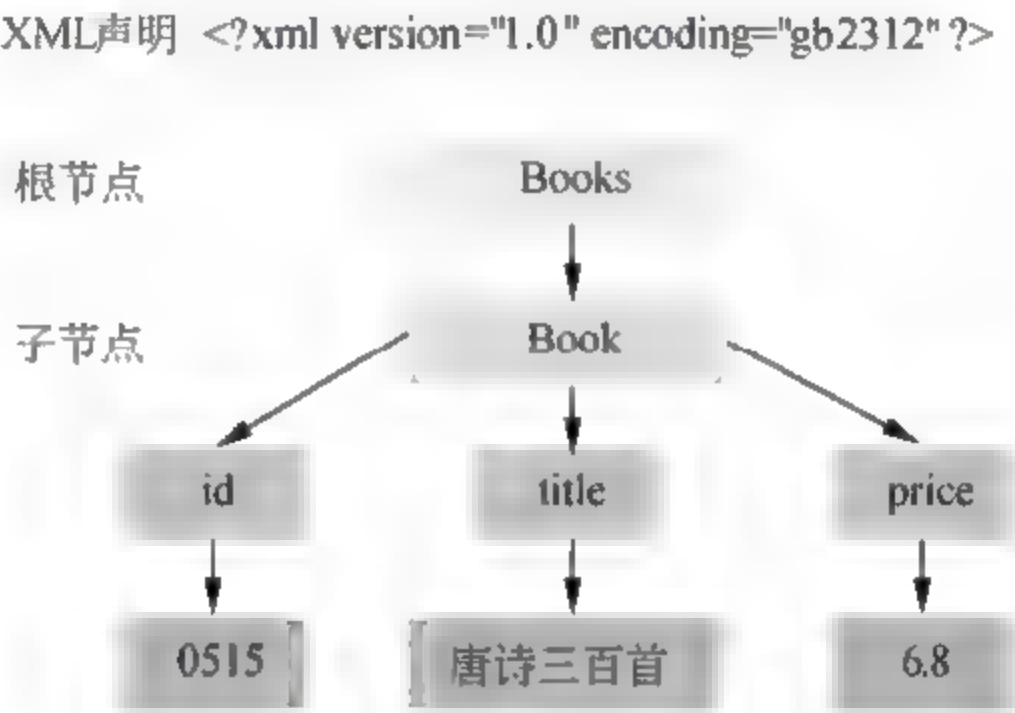 XML声明 <?xml version="1.0" encoding="gb2312" ?>
根节点 Books
子节点 Book
id title price
0515 唐诗三百首 6.8